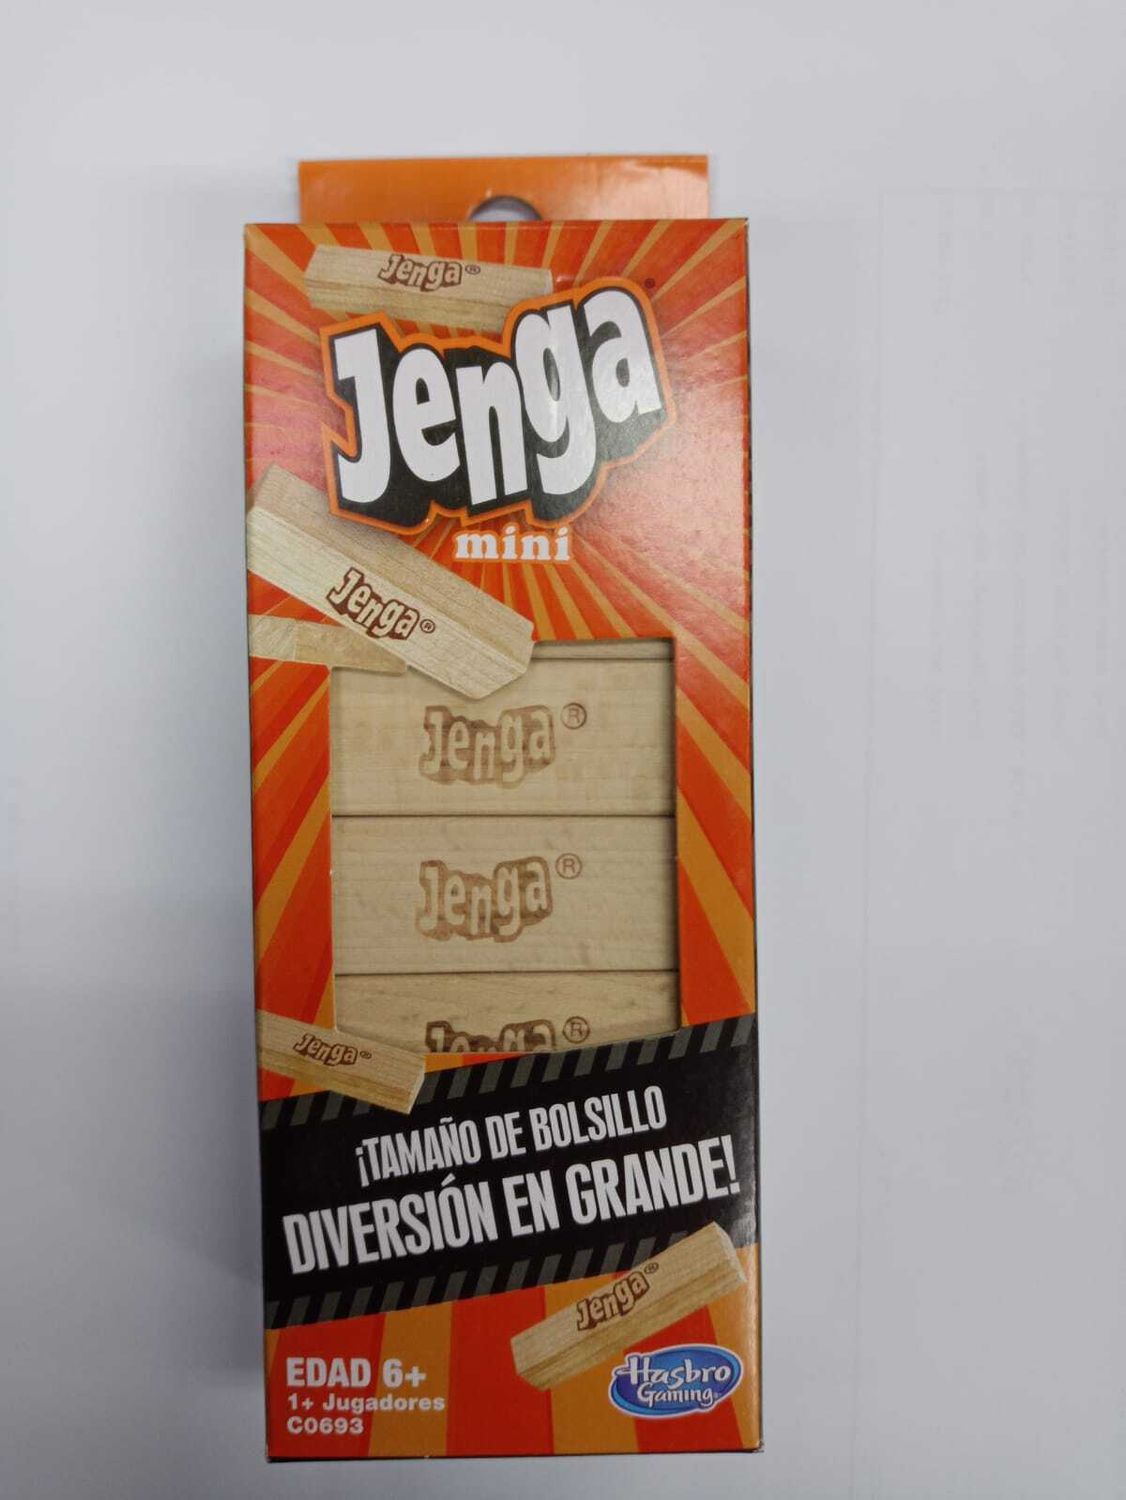 Jenga®
Jenga®
mini
Jenga®
Jenga®
Jenga®
Jenga®
Jenga®
¡TAMAÑO DE BOLSILLO
DIVERSIÓN EN GRANDE!
Jenga®
EDAD 6+
1+ Jugadores
C0693
Hasbro
Gaming